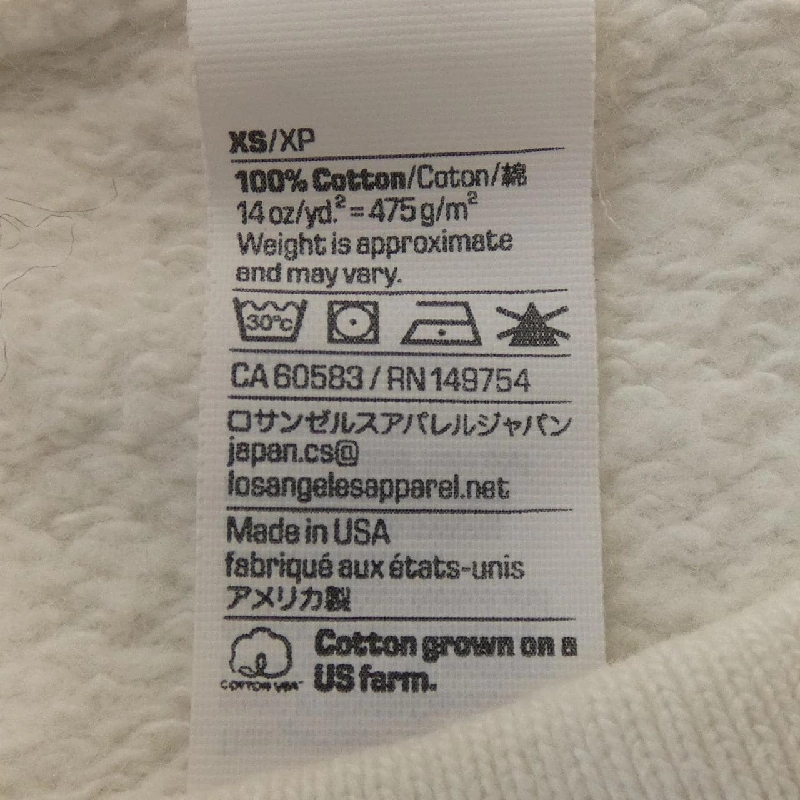 XS/XP
100% Cotton/Coton/綿
14 oz/yd.² = 475 g/m²
Weight is approximate
and may vary.
30°c
CA 60583 / RN 149754
ロサンゼルスアパレルジャパン
japan.cs@
losangelesapparel.net
Made in USA
fabriqué aux états-unis
アメリカ製
Cotton grown on a
US farm.
COTTON USA